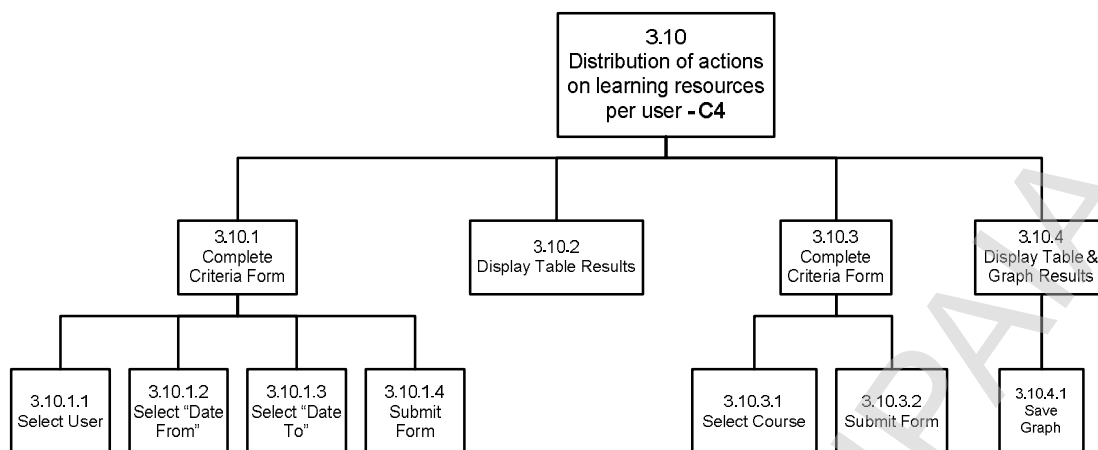 3.10
Distribution of actions
on learning resources
per user - C4
3.10.1
Complete
Criteria Form
3.10.2
Display Table Results
3.10.3
Complete
Criteria Form
3.10.4
Display Table &
Graph Results
3.10.1.1
Select User
3.10.1.2
Select “Date
From”
3.10.1.3
Select “Date
To”
3.10.1.4
Submit
Form
3.10.3.1
Select Course
3.10.3.2
Submit Form
3.10.4.1
Save
Graph